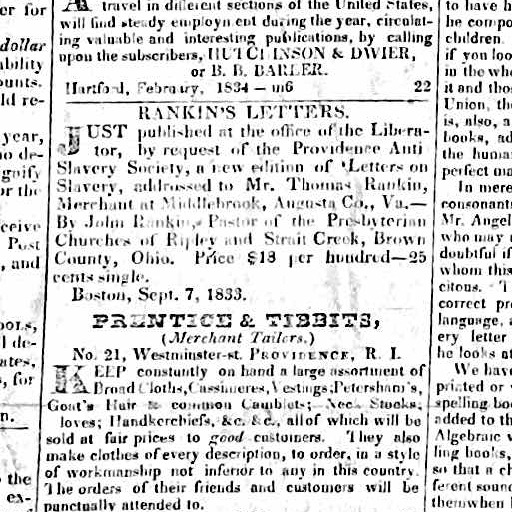 travel in different sections of the United States,
will find steady employment during the year, circulat-
ing valuable and interesting publications, by calling
upon the subscribers, HUTCHINSON & DWIER,
or B. B. BARBER.
Hartford, February, 1834 — m6 22
RANKIN'S LETTERS.
JUST published at the office of the Libera-
tor, by request of the Providence Anti
Slavery Society, a new edition of 'Letters on
Slavery, addressed to Mr. Thomas Rankin,
Merchant at Middlebrook, Augusta Co., Va.—
By John Rankin, Pastor of the Presbyterian
Churches of Ripley and Strait Creek, Brown
County, Ohio. Price $18 per hundred—25
cents single.
Boston, Sept. 7, 1833.
PRENTICE & TIBBITS,
(Merchant Tailors,)
No. 21, Westminster-st. PROVIDENCE, R. I.
KEEP constantly on hand a large assortment of
Broad Cloths, Cassimeres, Vestings, Petersham's,
Goat's Hair & common Camblets; Neck Stocks;
loves; Handkerchiefs, &c. &c., all of which will be
sold at fair prices to good customers. They also
make clothes of every description, to order, in a style
of workmanship not inferior to any in this country.
The orders of their friends and customers will be
punctually attended to.
er for
dollar
ability
ounts.
ld re-
year,
no de-
gnify
or the
ceive
Post
, and
OOLS,
l de-
ates,
, for
n.
the
ex-
to have
he compo
children.
if you loo
in the who
it and thos
Union, the
is, also, a
books, ad
the human
perfect ma
In mere
consonants
Mr. Angel
who may
doubtful if
whom this
citous. T
correct pr
language,
ery letter
he looks at
We have
printed or
spelling boo
added to th
Algebraic
ling books,
so that a ch
ferent sound
them when